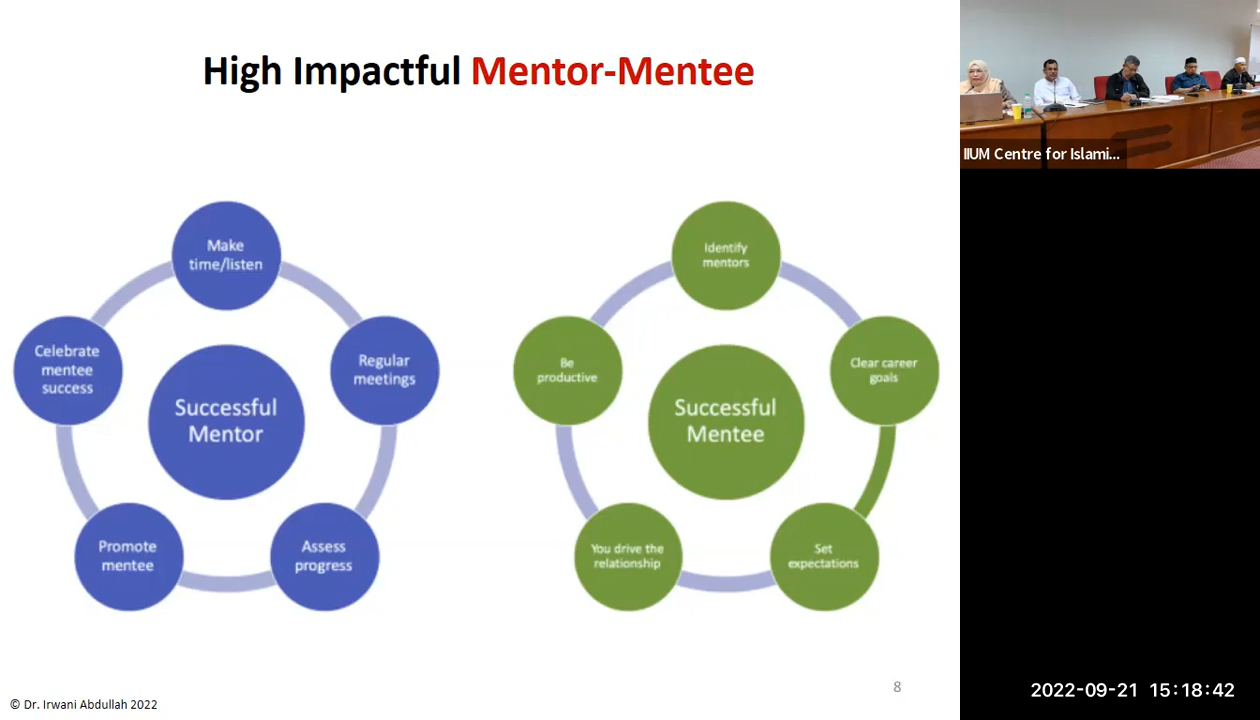 High Impactful Mentor-Mentee
Make
time/listen
Regular
meetings
Assess
progress
Promote
mentee
Celebrate
mentee
success
Successful
Mentor
Identify
mentors
Clear career
goals
Set
expectations
You drive the
relationship
Be
productive
Successful
Mentee
8
© Dr. Irwani Abdullah 2022
IIUM Centre for Islami...
2022-09-21 15:18:42